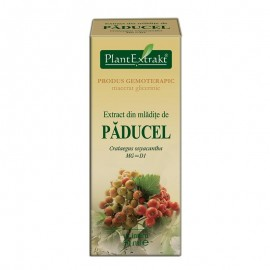 PlantExtrakt
PRODUS GEMOTERAPIC
macerat glicerinic
Extract din mlădițe de
PĂDUCEL
Crataegus oxyacantha
MG=D1